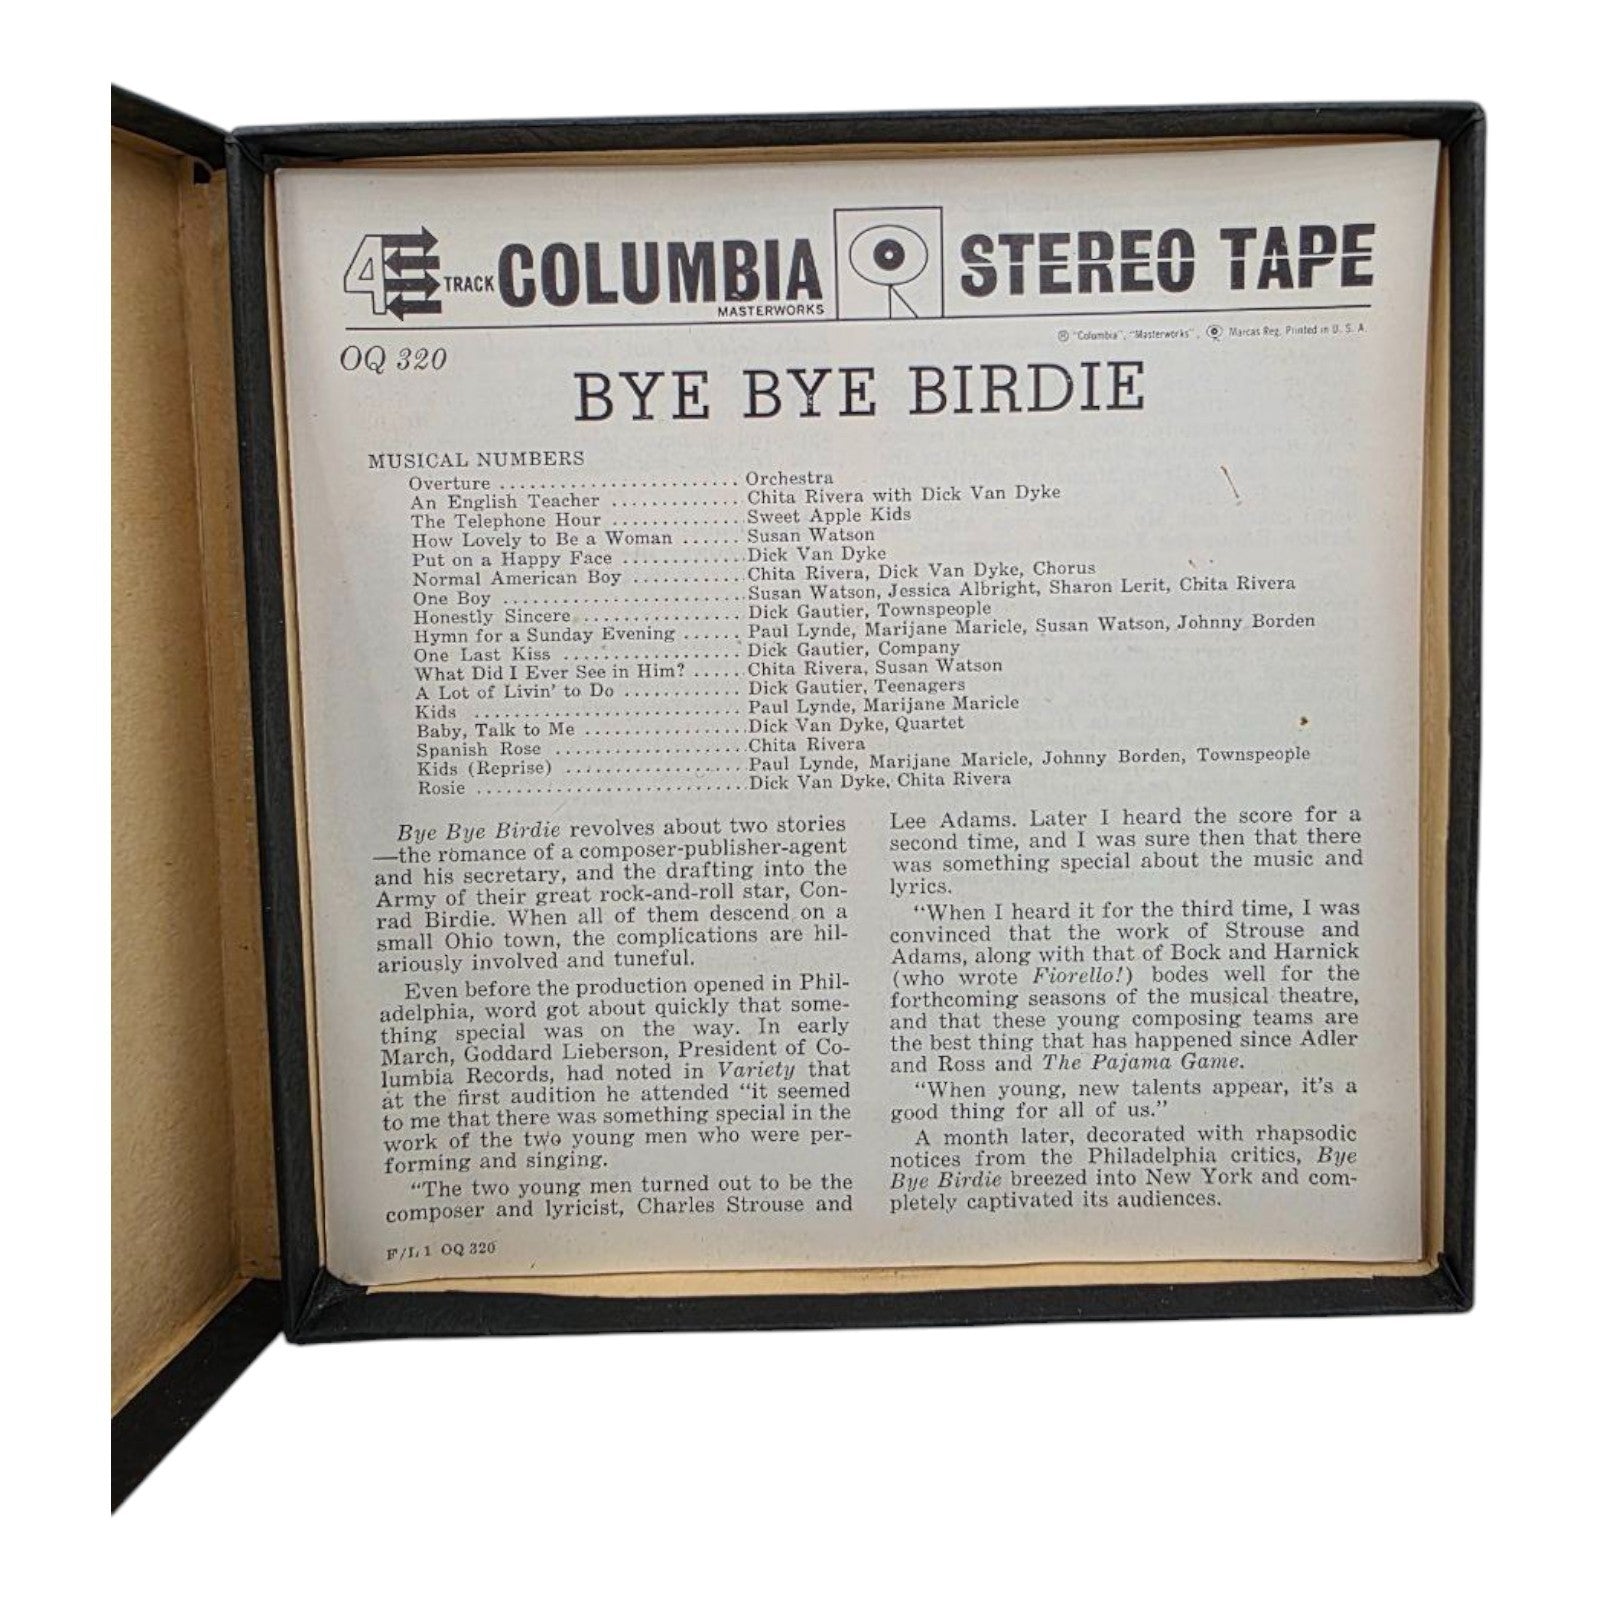 4 TRACK COLUMBIA MASTERWORKS STEREO TAPE
® "Columbia", "Masterworks", Marcas Reg. Printed in U. S. A.
OQ 320
BYE BYE BIRDIE
MUSICAL NUMBERS
Overture ........................ Orchestra
An English Teacher ............. Chita Rivera with Dick Van Dyke
The Telephone Hour ............. Sweet Apple Kids
How Lovely to Be a Woman ...... Susan Watson
Put on a Happy Face ............ Dick Van Dyke
Normal American Boy ........... Chita Rivera, Dick Van Dyke, Chorus
One Boy ........................ Susan Watson, Jessica Albright, Sharon Lerit, Chita Rivera
Honestly Sincere ................ Dick Gautier, Townspeople
Hymn for a Sunday Evening ...... Paul Lynde, Marijane Maricle, Susan Watson, Johnny Borden
One Last Kiss .................. Dick Gautier, Company
What Did I Ever See in Him? ..... Chita Rivera, Susan Watson
A Lot of Livin' to Do ............ Dick Gautier, Teenagers
Kids ........................... Paul Lynde, Marijane Maricle
Baby, Talk to Me ................ Dick Van Dyke, Quartet
Spanish Rose ................... Chita Rivera
Kids (Reprise) .................. Paul Lynde, Marijane Maricle, Johnny Borden, Townspeople
Rosie ........................... Dick Van Dyke, Chita Rivera
Bye Bye Birdie revolves about two stories
—the romance of a composer-publisher-agent
and his secretary, and the drafting into the
Army of their great rock-and-roll star, Con-
rad Birdie. When all of them descend on a
small Ohio town, the complications are hil-
ariously involved and tuneful.
Even before the production opened in Phil-
adelphia, word got about quickly that some-
thing special was on the way. In early
March, Goddard Lieberson, President of Co-
lumbia Records, had noted in Variety that
at the first audition he attended "it seemed
to me that there was something special in the
work of the two young men who were per-
forming and singing.
"The two young men turned out to be the
composer and lyricist, Charles Strouse and
Lee Adams. Later I heard the score for a
second time, and I was sure then that there
was something special about the music and
lyrics.
"When I heard it for the third time, I was
convinced that the work of Strouse and
Adams, along with that of Bock and Harnick
(who wrote Fiorello!) bodes well for the
forthcoming seasons of the musical theatre,
and that these young composing teams are
the best thing that has happened since Adler
and Ross and The Pajama Game.
"When young, new talents appear, it's a
good thing for all of us."
A month later, decorated with rhapsodic
notices from the Philadelphia critics, Bye
Bye Birdie breezed into New York and com-
pletely captivated its audiences.
F/L 1 OQ 320